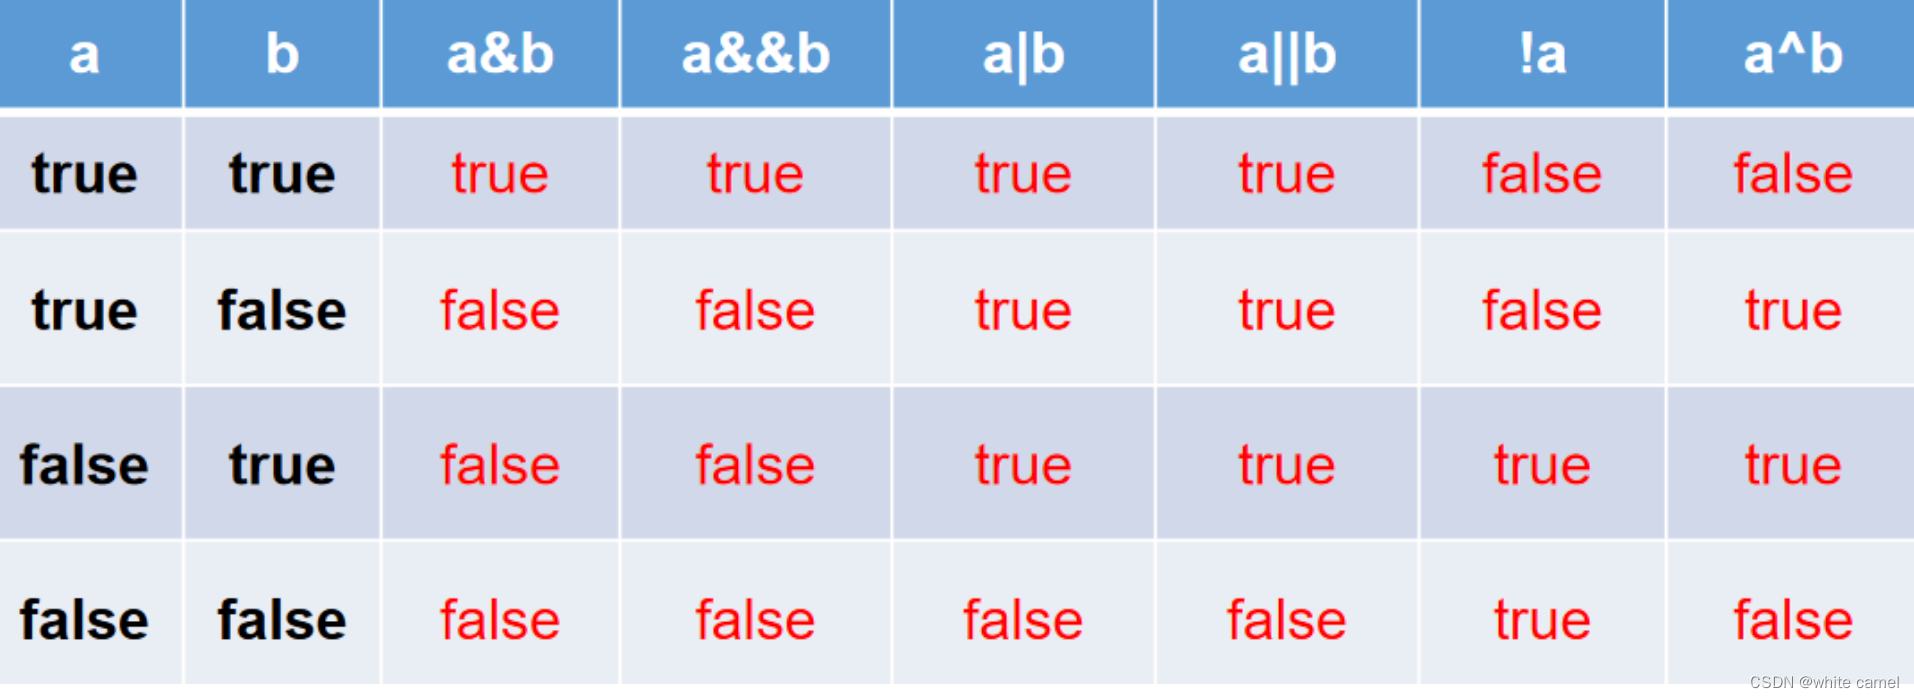 a b a&b a&&b a|b a||b !a a^b
true true true true true true false false
true false false false true true false true
false true false false true true true true
false false false false false false true false
CSDN @white camel